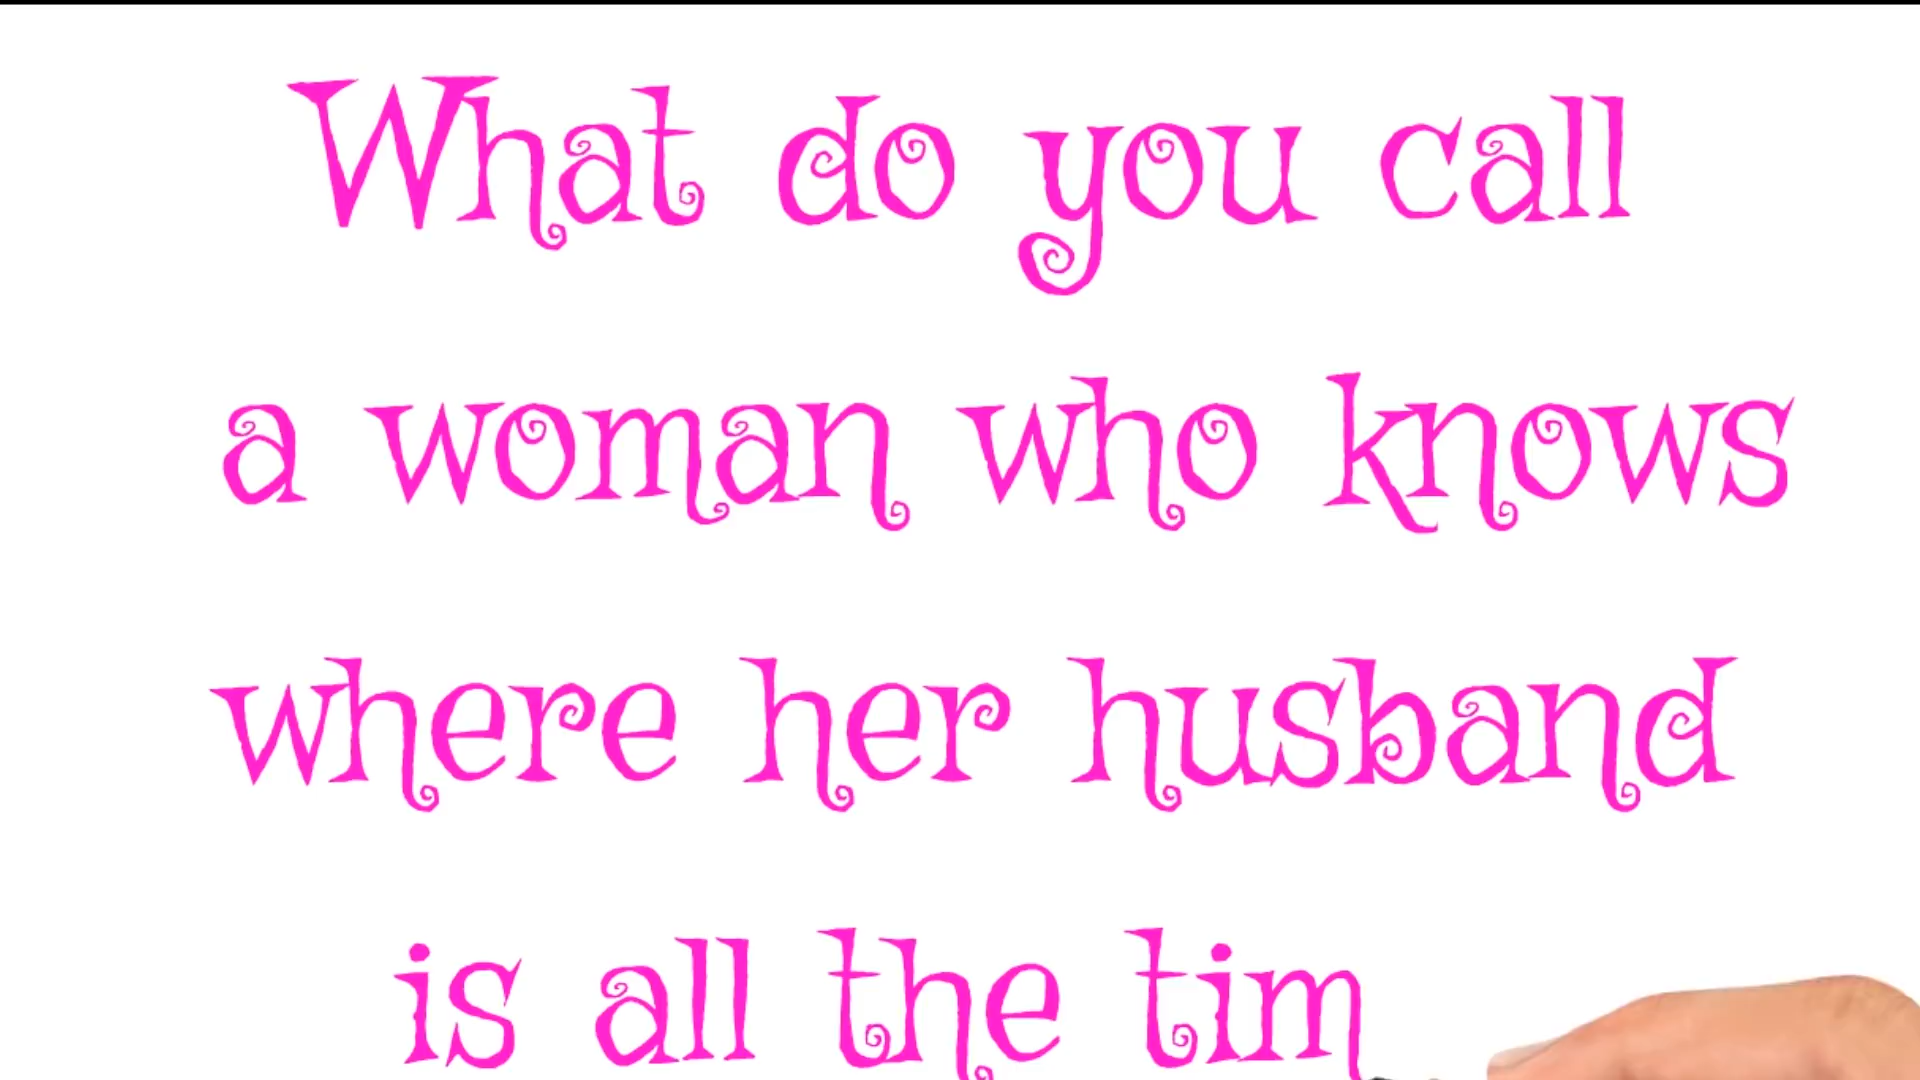 What do you call
a woman who knows
where her husband
is all the tim